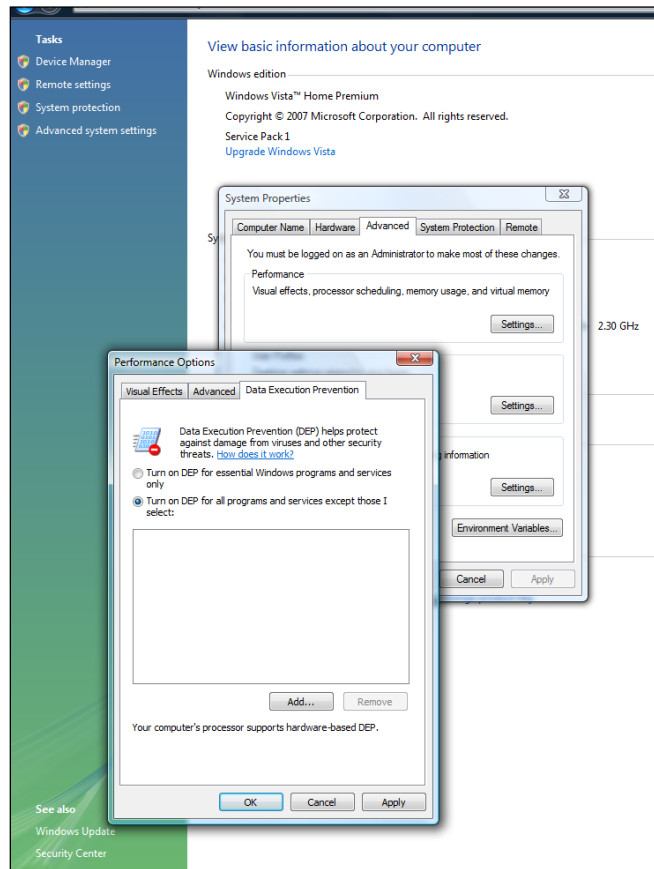 Tasks
Device Manager
Remote settings
System protection
Advanced system settings
View basic information about your computer
Windows edition
Windows Vista™ Home Premium
Copyright © 2007 Microsoft Corporation. All rights reserved.
Service Pack 1
Upgrade Windows Vista
Sy
2.30 GHz
System Properties
Computer Name Hardware Advanced System Protection Remote
You must be logged on as an Administrator to make most of these changes.
Performance
Visual effects, processor scheduling, memory usage, and virtual memory
Settings...
User Profiles
Settings...
information
Settings...
Environment Variables...
Cancel Apply
Performance Options
Visual Effects Advanced Data Execution Prevention
Data Execution Prevention (DEP) helps protect
against damage from viruses and other security
threats. How does it work?
Turn on DEP for essential Windows programs and services
only
Turn on DEP for all programs and services except those I
select:
Add... Remove
Your computer's processor supports hardware-based DEP.
OK Cancel Apply
See also
Windows Update
Security Center